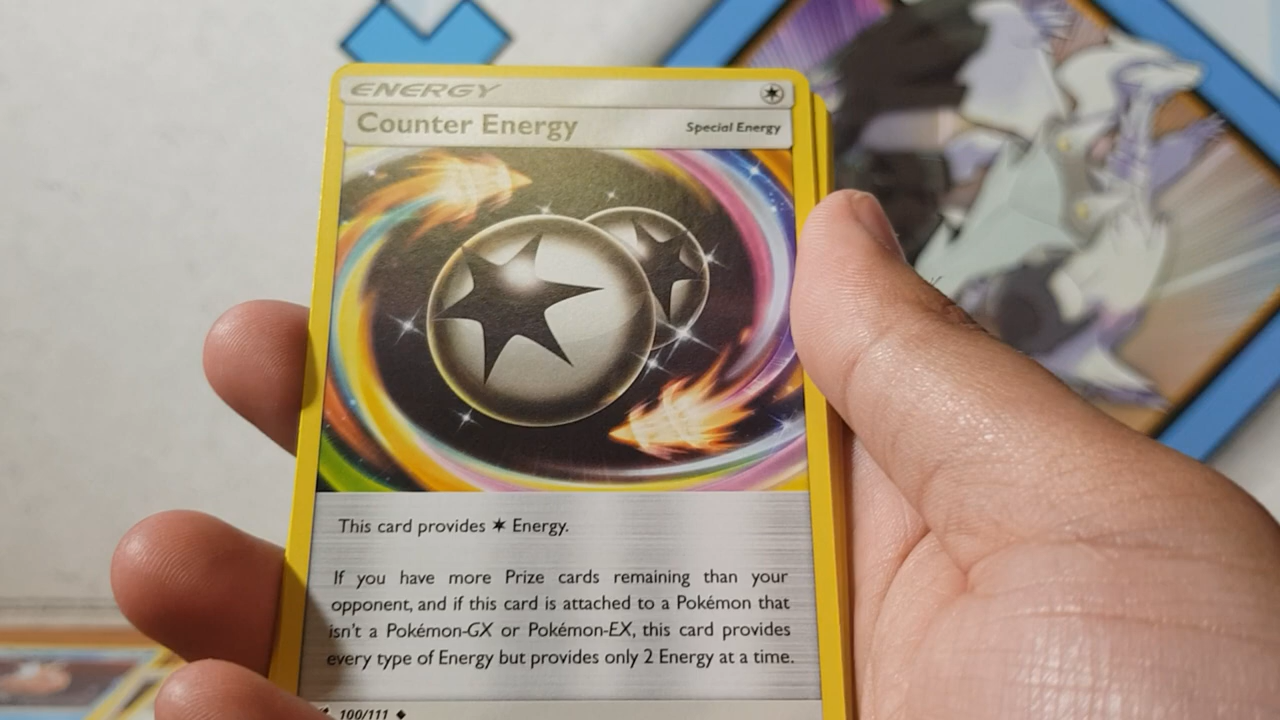 ENERGY
Counter Energy
Special Energy
This card provides ✶ Energy.
If you have more Prize cards remaining than your
opponent, and if this card is attached to a Pokémon that
isn't a Pokémon-GX or Pokémon-EX, this card provides
every type of Energy but provides only 2 Energy at a time.
100/111 ◆